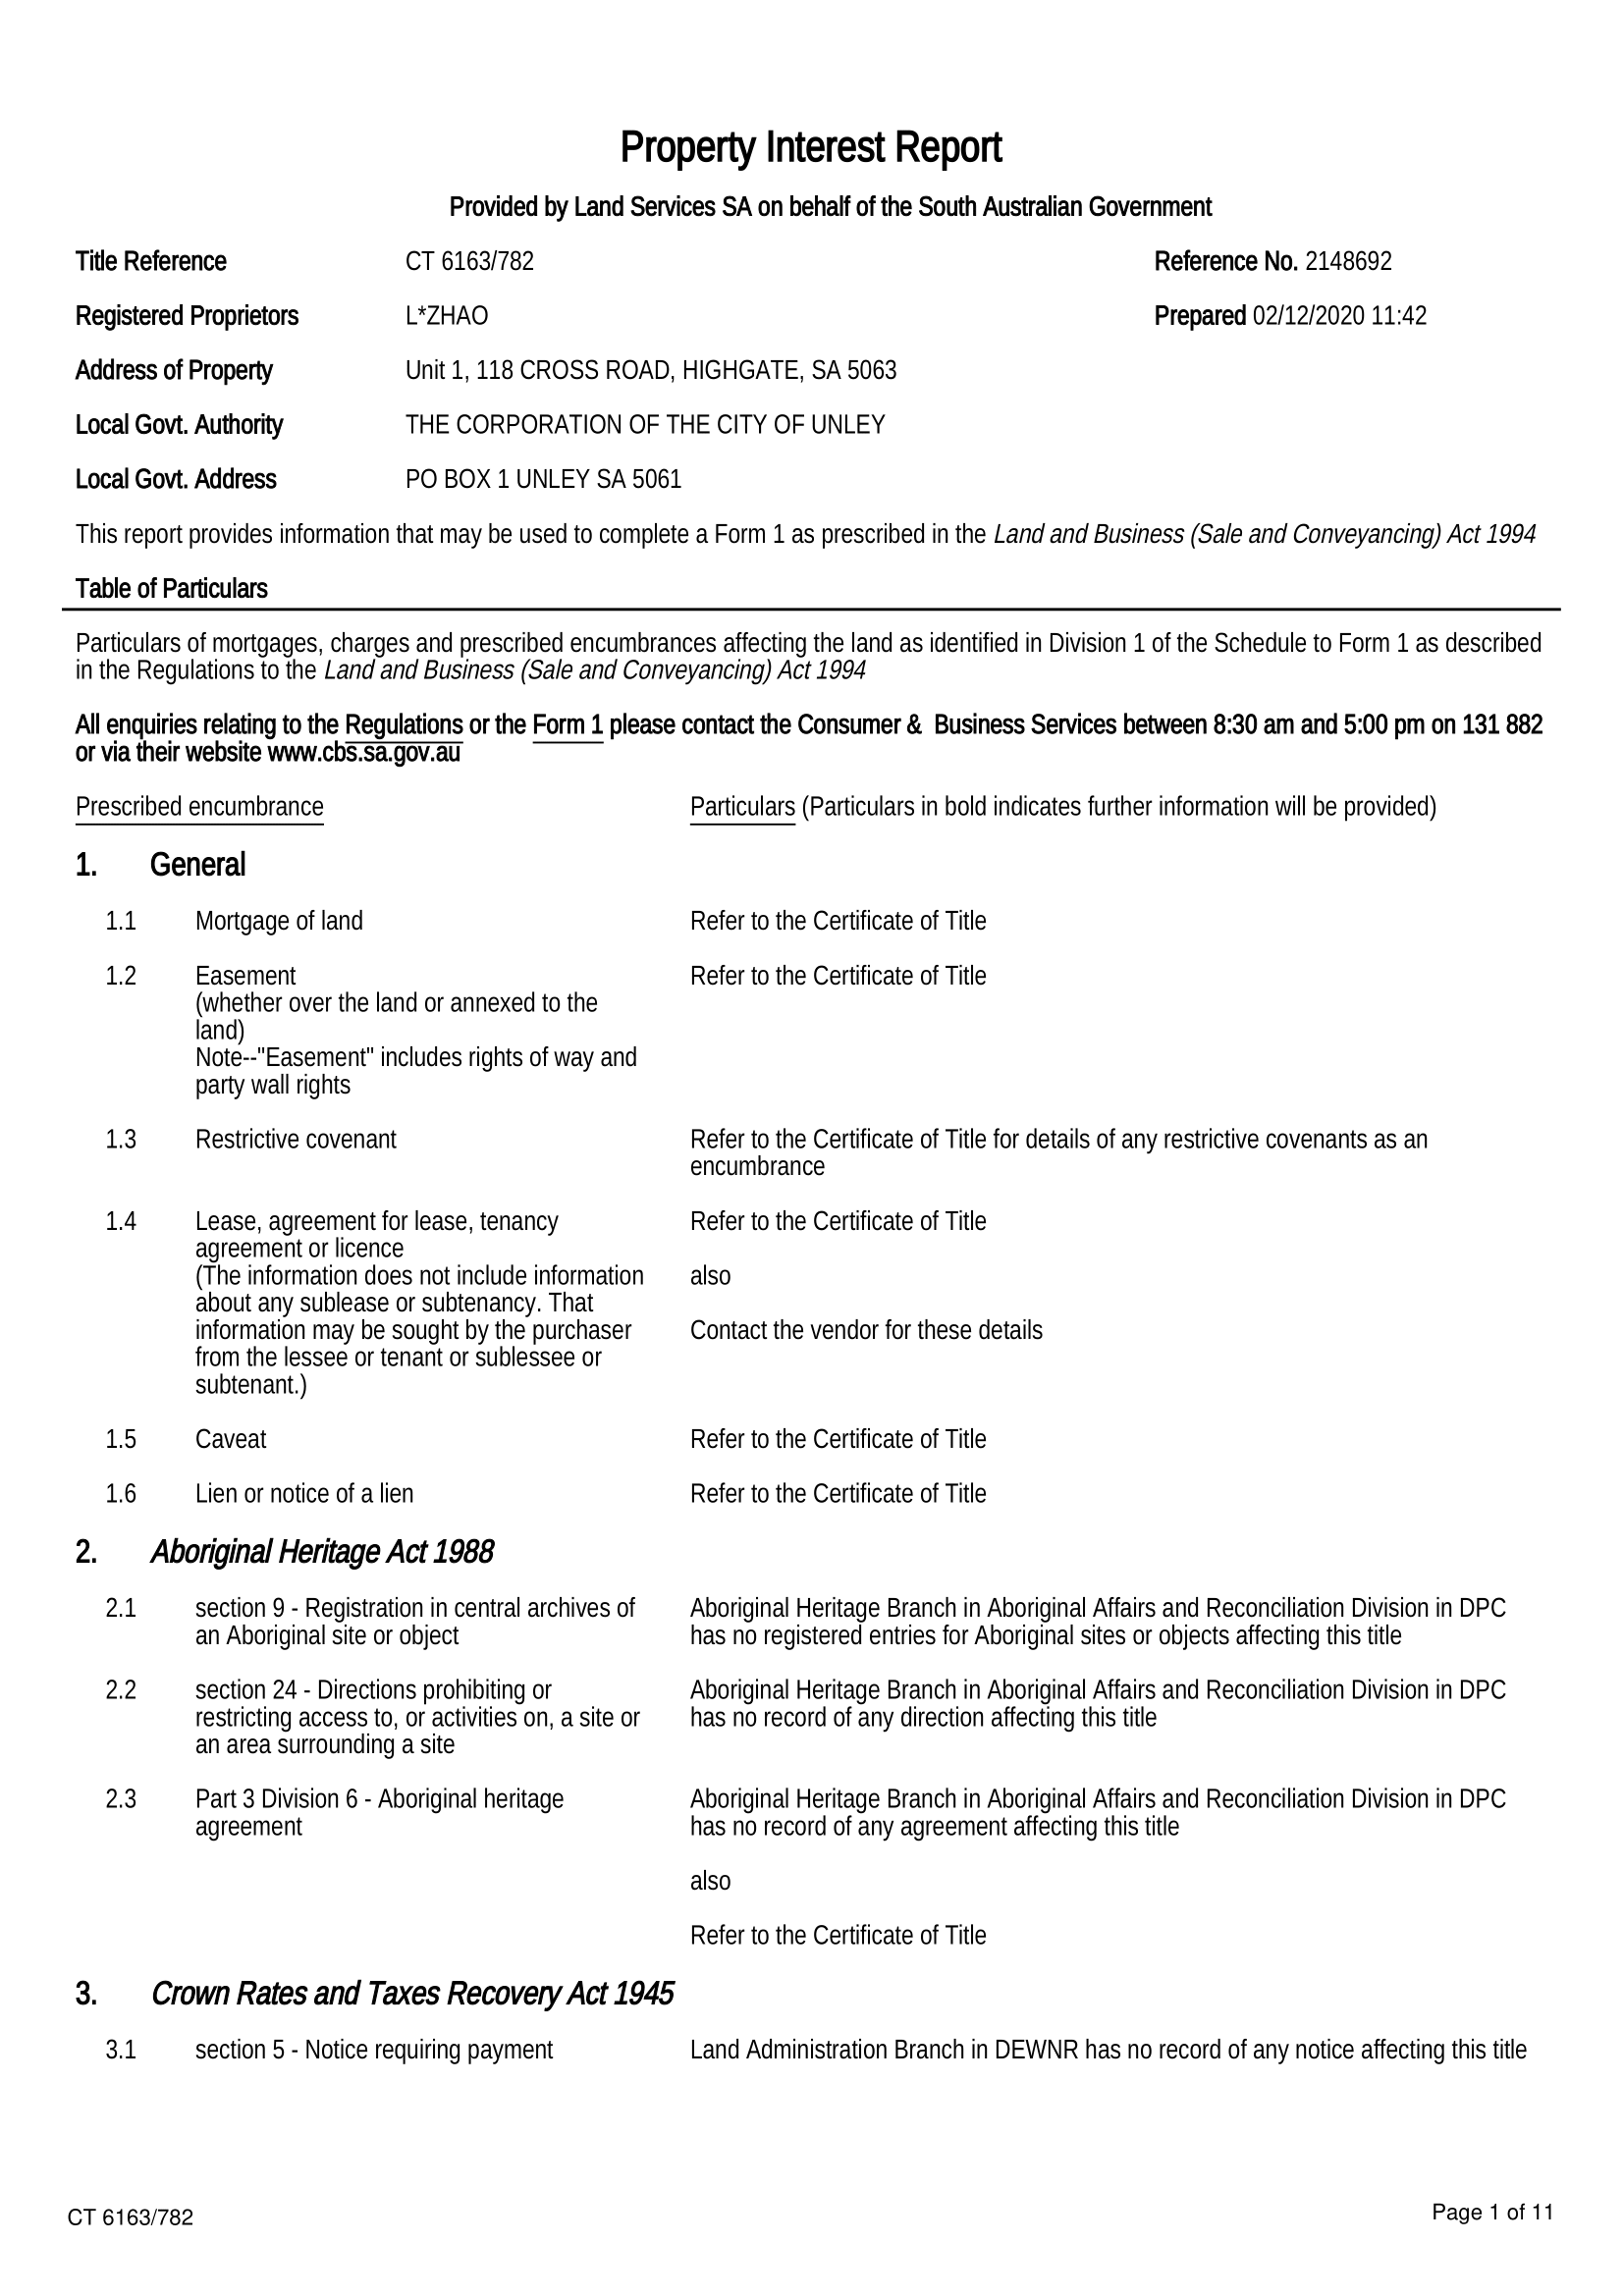 Property Interest Report
Provided by Land Services SA on behalf of the South Australian Government
Title Reference CT 6163/782 Reference No. 2148692
Registered Proprietors L*ZHAO Prepared 02/12/2020 11:42
Address of Property Unit 1, 118 CROSS ROAD, HIGHGATE, SA 5063
Local Govt. Authority THE CORPORATION OF THE CITY OF UNLEY
Local Govt. Address PO BOX 1 UNLEY SA 5061
This report provides information that may be used to complete a Form 1 as prescribed in the Land and Business (Sale and Conveyancing) Act 1994
Table of Particulars
Particulars of mortgages, charges and prescribed encumbrances affecting the land as identified in Division 1 of the Schedule to Form 1 as described
in the Regulations to the Land and Business (Sale and Conveyancing) Act 1994
All enquiries relating to the Regulations or the Form 1 please contact the Consumer &  Business Services between 8:30 am and 5:00 pm on 131 882
or via their website www.cbs.sa.gov.au
Prescribed encumbrance Particulars (Particulars in bold indicates further information will be provided)
1. General
1.1 Mortgage of land Refer to the Certificate of Title
1.2 Easement Refer to the Certificate of Title
(whether over the land or annexed to the
land)
Note--"Easement" includes rights of way and
party wall rights
1.3 Restrictive covenant Refer to the Certificate of Title for details of any restrictive covenants as an
encumbrance
1.4 Lease, agreement for lease, tenancy Refer to the Certificate of Title
agreement or licence
(The information does not include information also
about any sublease or subtenancy. That
information may be sought by the purchaser Contact the vendor for these details
from the lessee or tenant or sublessee or
subtenant.)
1.5 Caveat Refer to the Certificate of Title
1.6 Lien or notice of a lien Refer to the Certificate of Title
2. Aboriginal Heritage Act 1988
2.1 section 9 - Registration in central archives of Aboriginal Heritage Branch in Aboriginal Affairs and Reconciliation Division in DPC
an Aboriginal site or object has no registered entries for Aboriginal sites or objects affecting this title
2.2 section 24 - Directions prohibiting or Aboriginal Heritage Branch in Aboriginal Affairs and Reconciliation Division in DPC
restricting access to, or activities on, a site or has no record of any direction affecting this title
an area surrounding a site
2.3 Part 3 Division 6 - Aboriginal heritage Aboriginal Heritage Branch in Aboriginal Affairs and Reconciliation Division in DPC
agreement has no record of any agreement affecting this title
also
Refer to the Certificate of Title
3. Crown Rates and Taxes Recovery Act 1945
3.1 section 5 - Notice requiring payment Land Administration Branch in DEWNR has no record of any notice affecting this title
CT 6163/782 Page 1 of 11